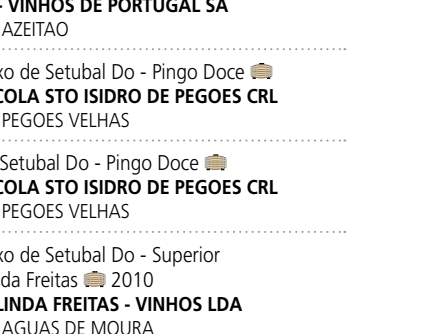 - VINHOS DE PORTUGAL SA
AZEITAO
xo de Setubal Do - Pingo Doce
COLA STO ISIDRO DE PEGOES CRL
PEGOES VELHAS
Setubal Do - Pingo Doce
COLA STO ISIDRO DE PEGOES CRL
PEGOES VELHAS
xo de Setubal Do - Superior
da Freitas 2010
LINDA FREITAS - VINHOS LDA
AGUAS DE MOURA